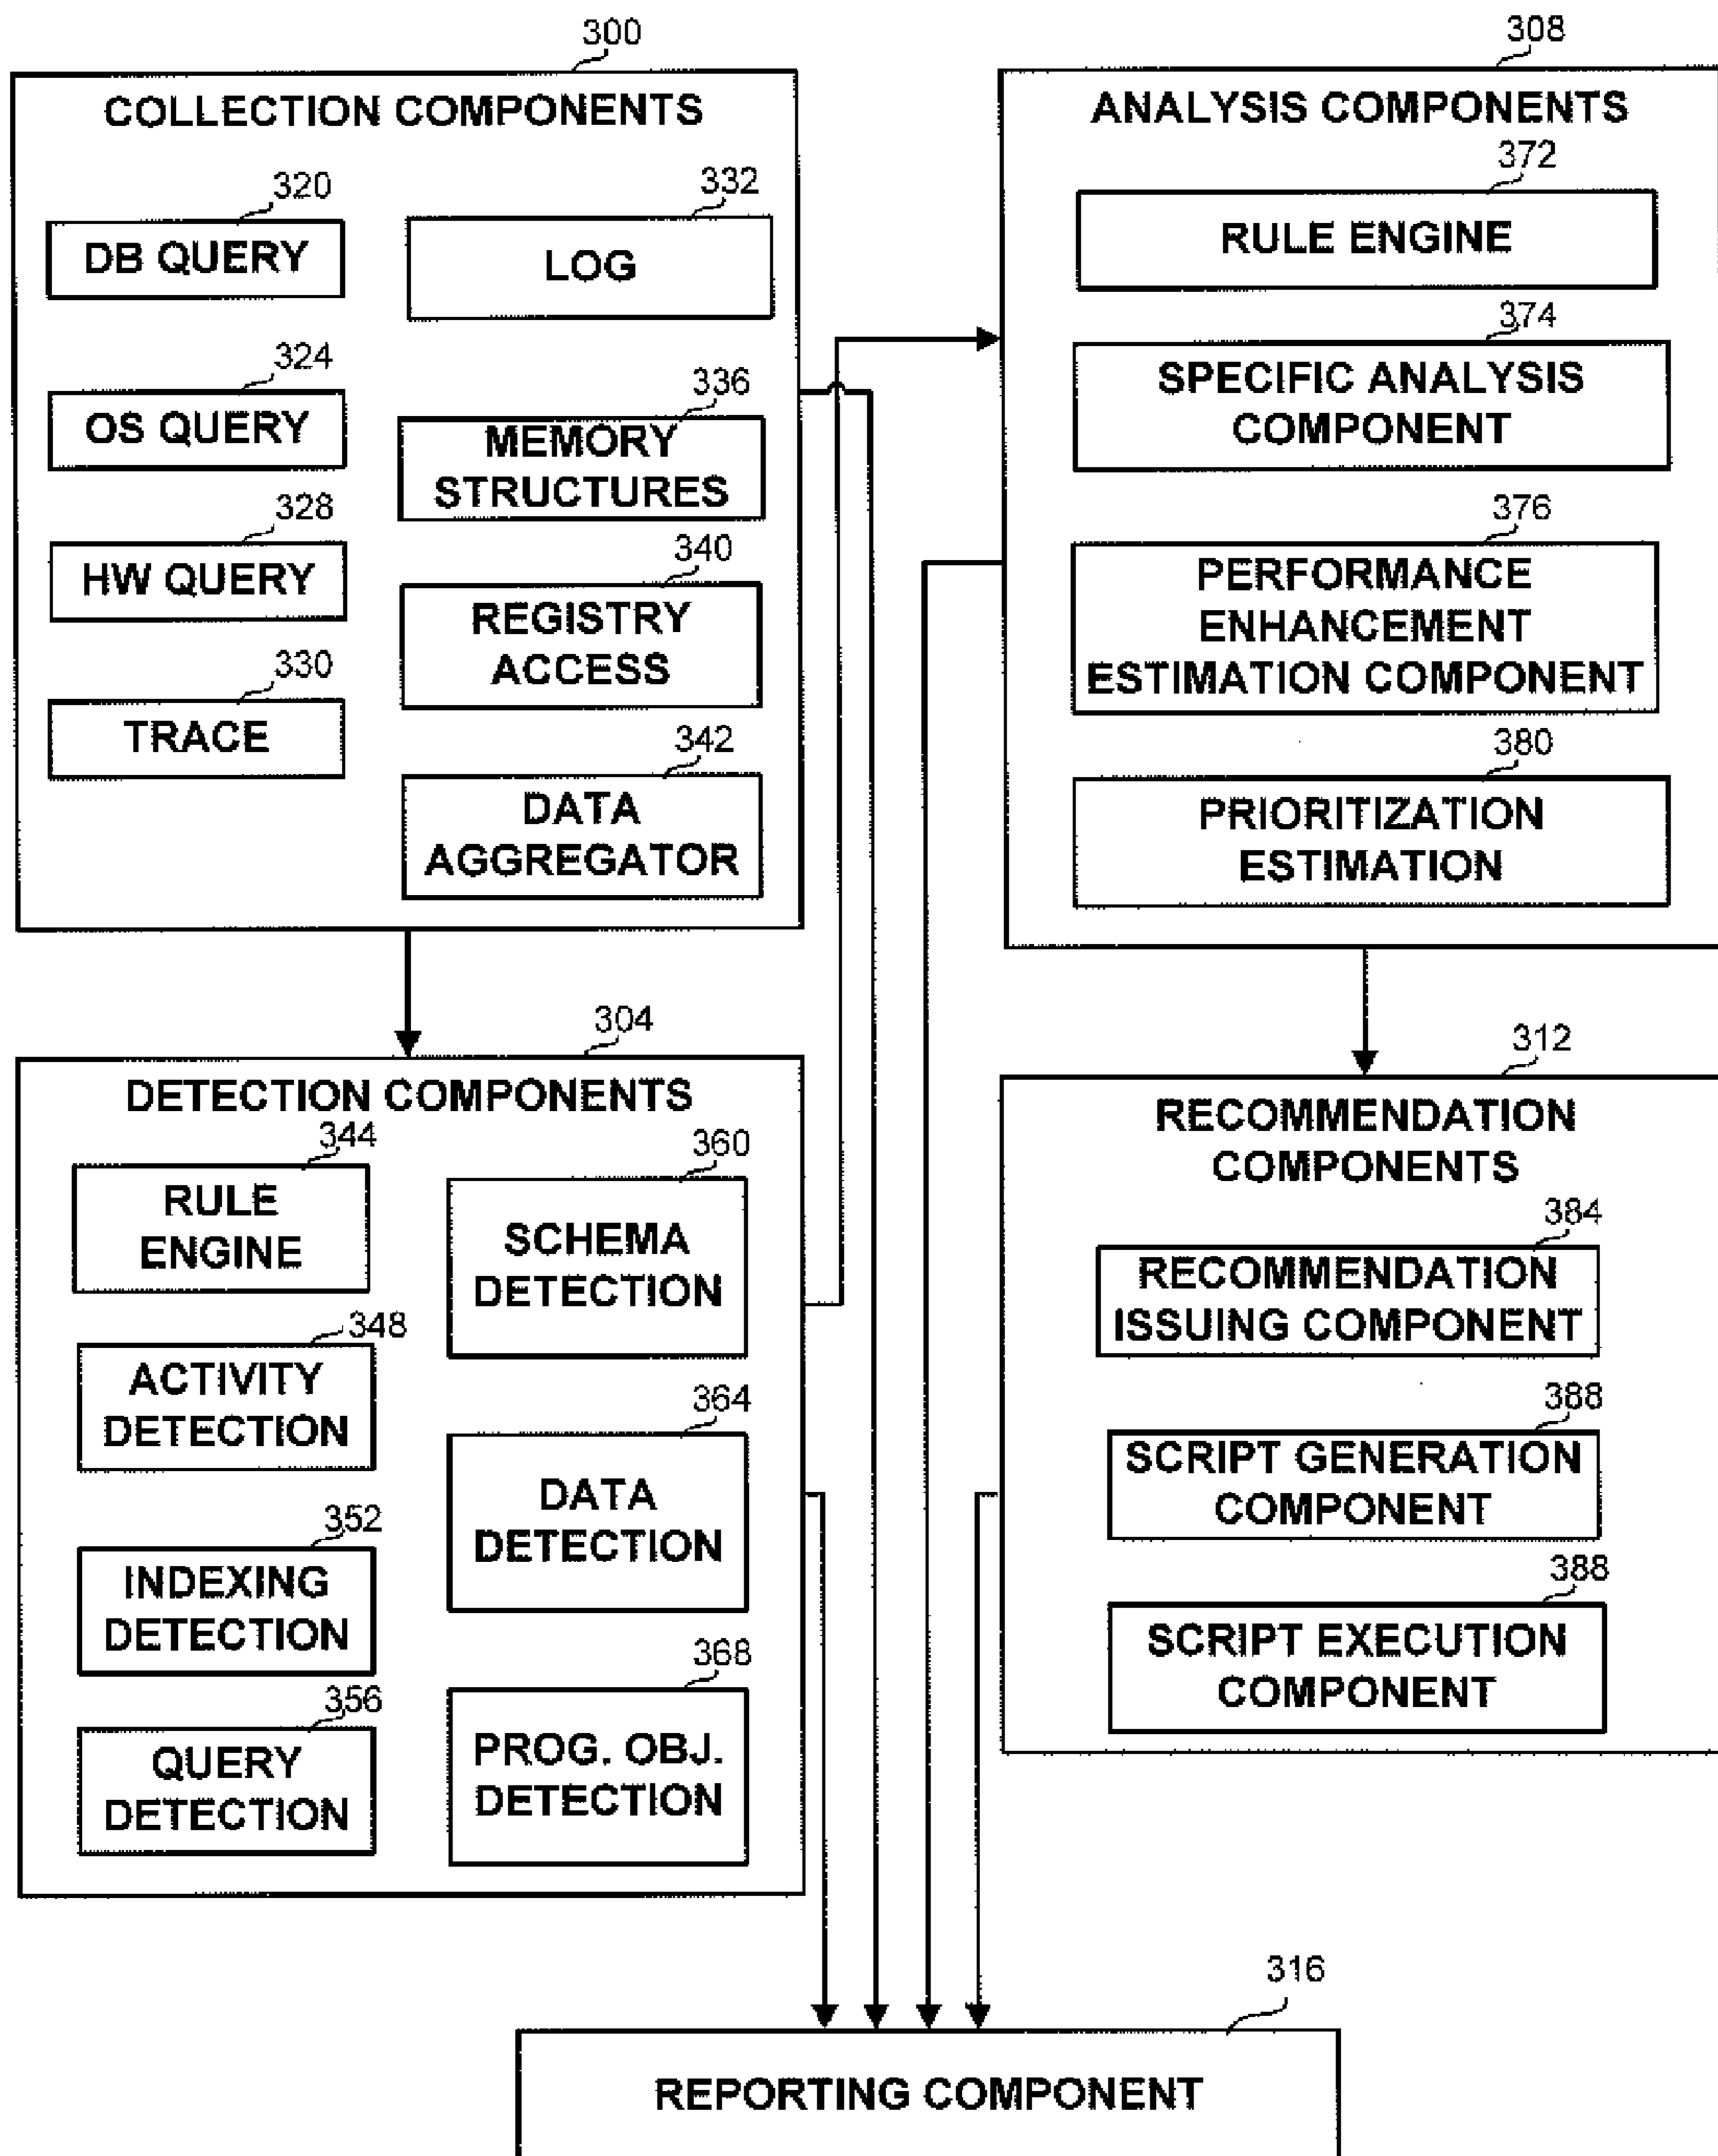 300
COLLECTION COMPONENTS
320
DB QUERY
324
OS QUERY
328
HW QUERY
330
TRACE
332
LOG
336
MEMORY
STRUCTURES
340
REGISTRY
ACCESS
342
DATA
AGGREGATOR
304
DETECTION COMPONENTS
344
RULE
ENGINE
348
ACTIVITY
DETECTION
352
INDEXING
DETECTION
356
QUERY
DETECTION
360
SCHEMA
DETECTION
364
DATA
DETECTION
368
PROG. OBJ.
DETECTION
308
ANALYSIS COMPONENTS
372
RULE ENGINE
374
SPECIFIC ANALYSIS
COMPONENT
376
PERFORMANCE
ENHANCEMENT
ESTIMATION COMPONENT
380
PRIORITIZATION
ESTIMATION
312
RECOMMENDATION
COMPONENTS
384
RECOMMENDATION
ISSUING COMPONENT
388
SCRIPT GENERATION
COMPONENT
388
SCRIPT EXECUTION
COMPONENT
316
REPORTING COMPONENT